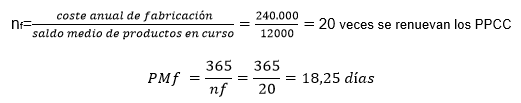 nf= coste anual de fabricación / saldo medio de productos en curso = 240.000 / 12000 = 20 veces se renuevan los PPCC
PMf = 365 / nf = 365 / 20 = 18,25 días